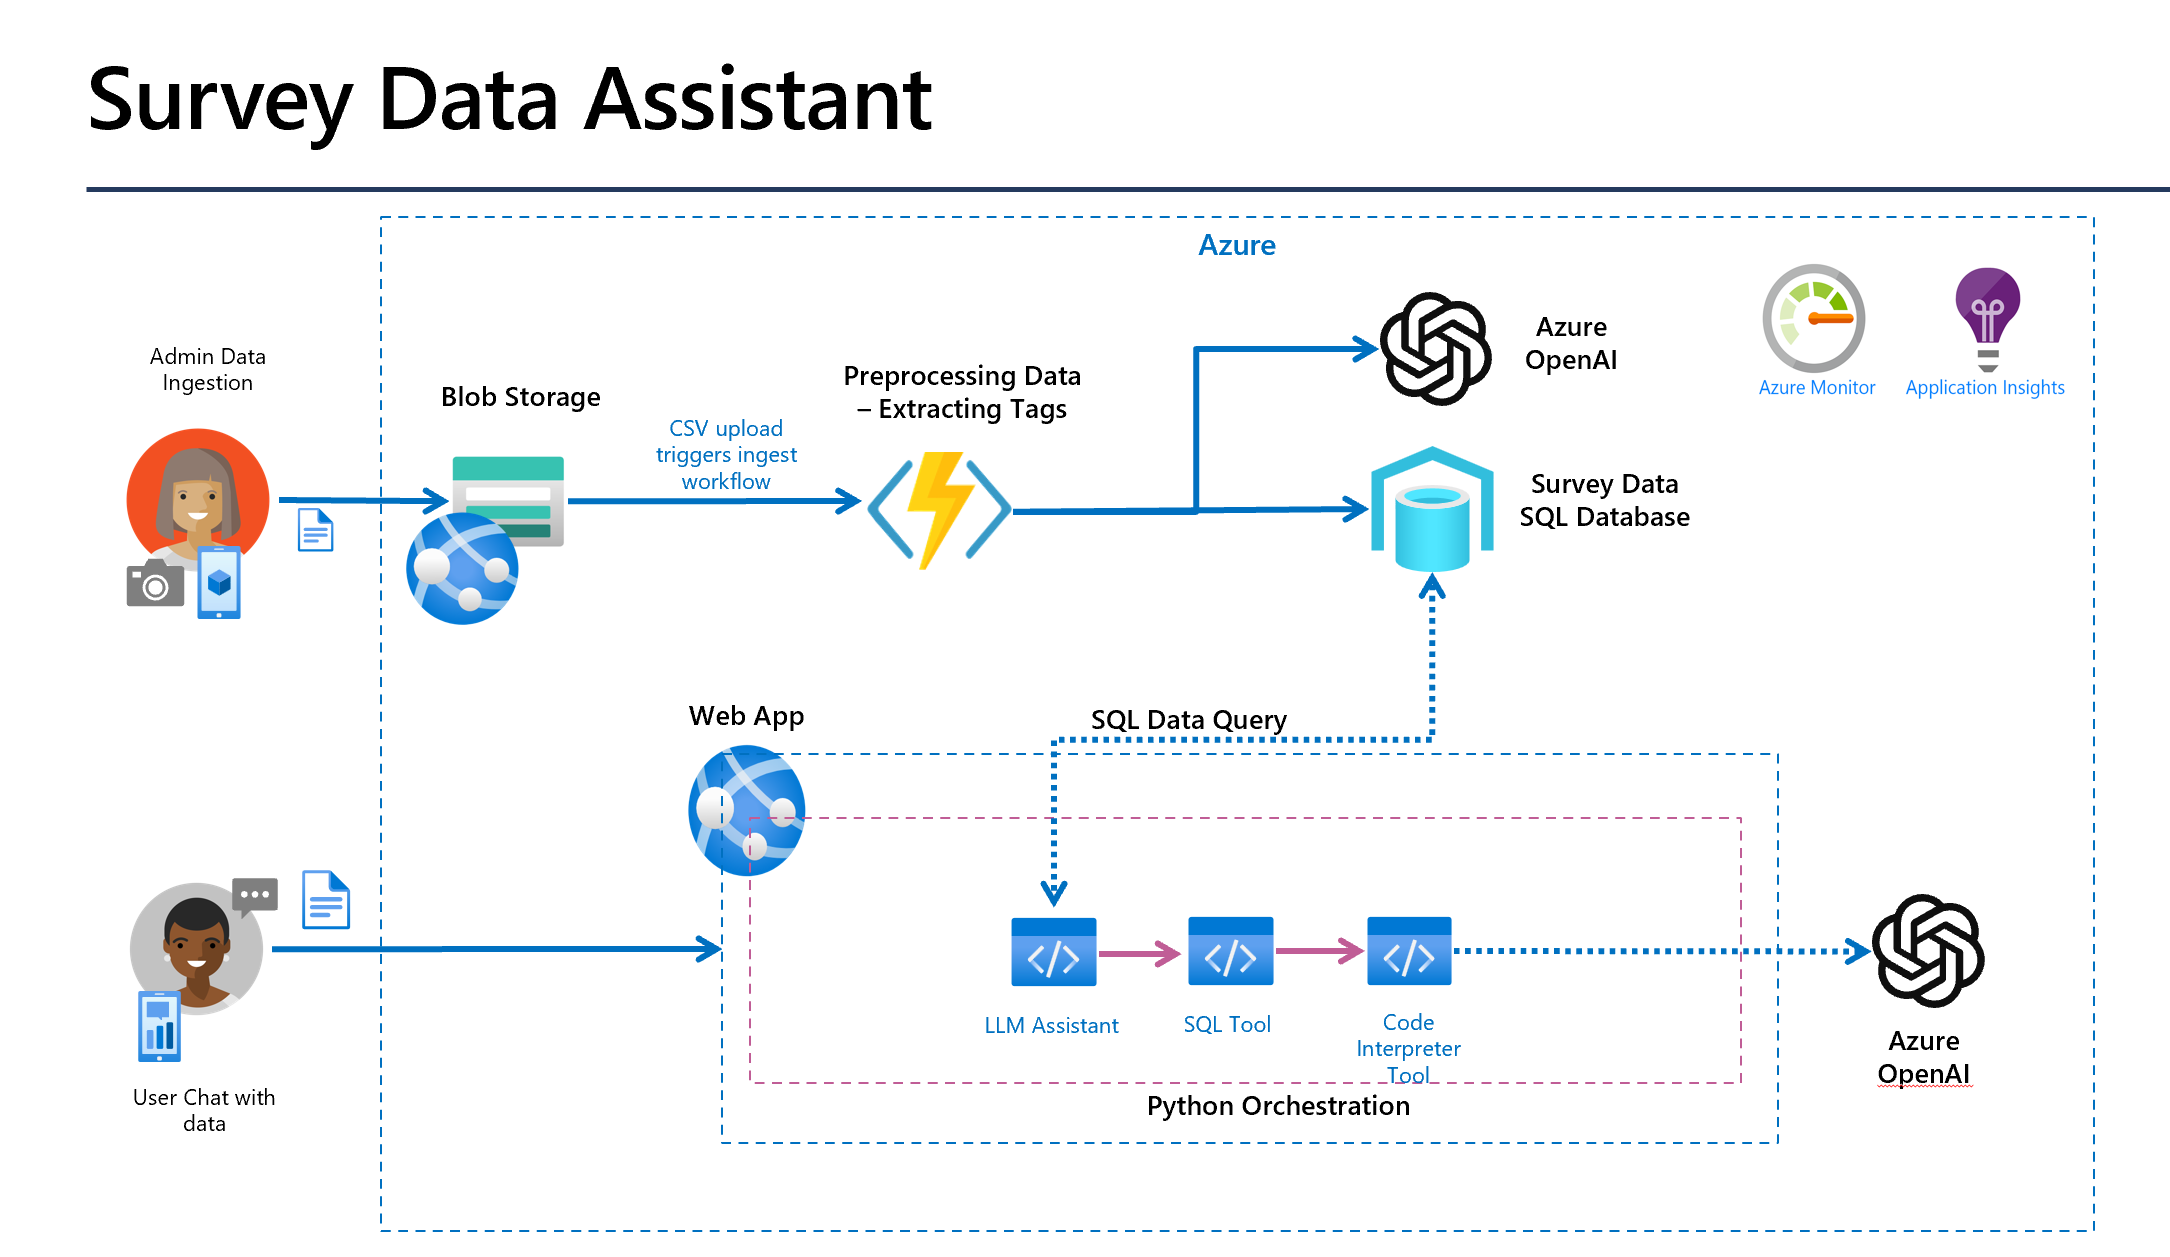 Survey Data Assistant
Azure
Admin Data
Ingestion
Blob Storage
CSV upload
triggers ingest
workflow
Preprocessing Data
– Extracting Tags
Azure
OpenAI
Azure Monitor
Application Insights
Survey Data
SQL Database
Web App
SQL Data Query
User Chat with
data
LLM Assistant
SQL Tool
Code
Interpreter
Tool
Python Orchestration
Azure
OpenAI